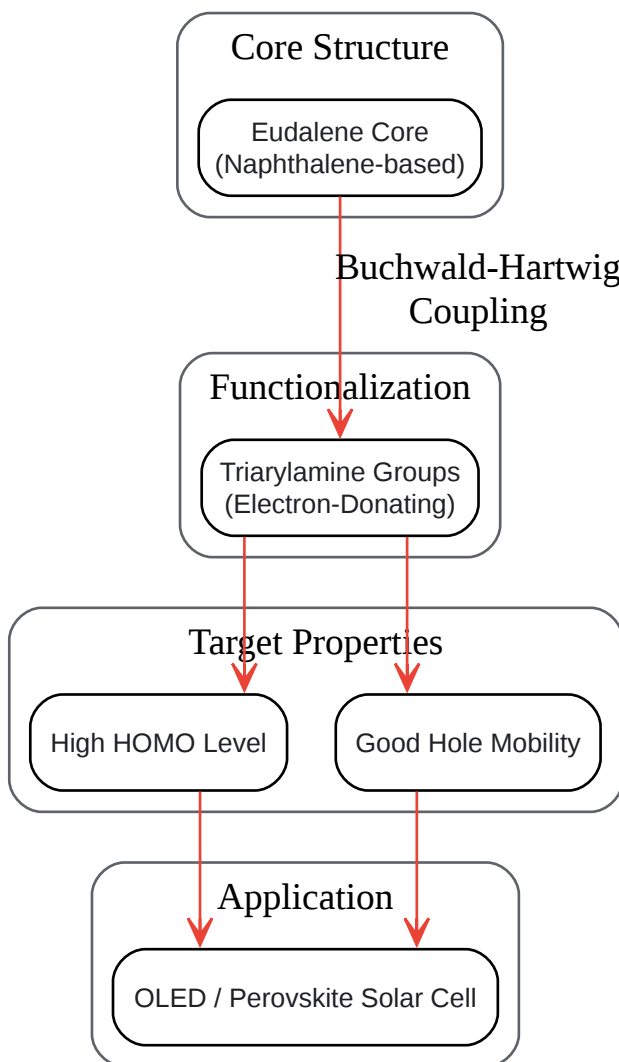 Core Structure
Eudalene Core
(Naphthalene-based)
Buchwald-Hartwig
Coupling
Functionalization
Triarylamine Groups
(Electron-Donating)
Target Properties
High HOMO Level
Good Hole Mobility
Application
OLED / Perovskite Solar Cell